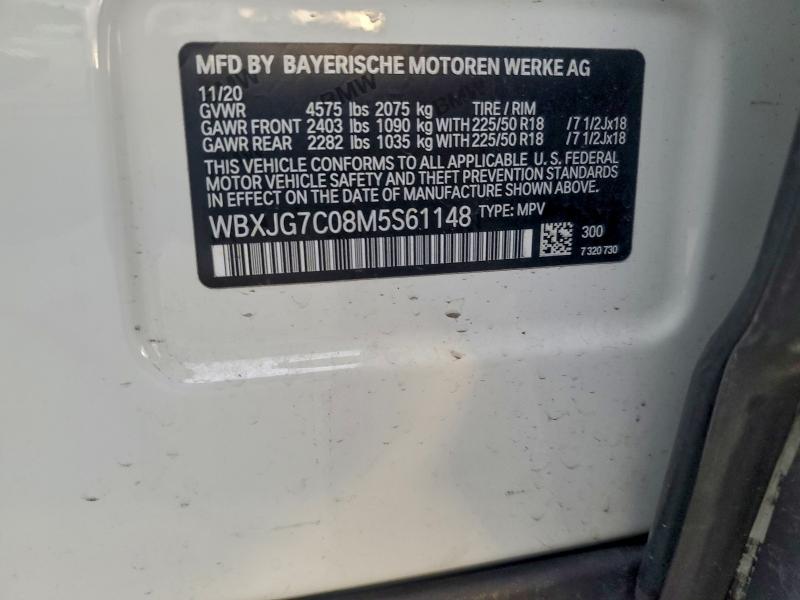 MFD BY BAYERISCHE MOTOREN WERKE AG
11/20
GVWR 4575 lbs 2075 kg TIRE / RIM
GAWR FRONT 2403 lbs 1090 kg WITH 225/50 R18 /7 1/2Jx18
GAWR REAR 2282 lbs 1035 kg WITH 225/50 R18 /7 1/2Jx18
THIS VEHICLE CONFORMS TO ALL APPLICABLE U.S. FEDERAL
MOTOR VEHICLE SAFETY AND THEFT PREVENTION STANDARDS
IN EFFECT ON THE DATE OF MANUFACTURE SHOWN ABOVE.
WBXJG7C08M5S61148 TYPE: MPV
300
7 320 730
BMW
BMW
BMW